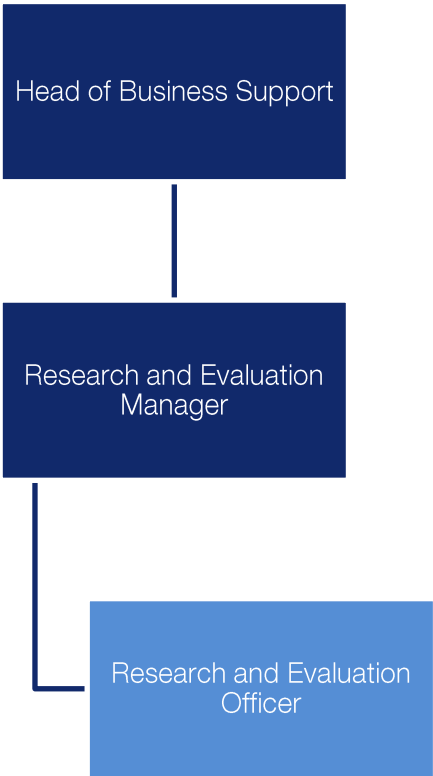 Head of Business Support
Research and Evaluation
Manager
Research and Evaluation
Officer